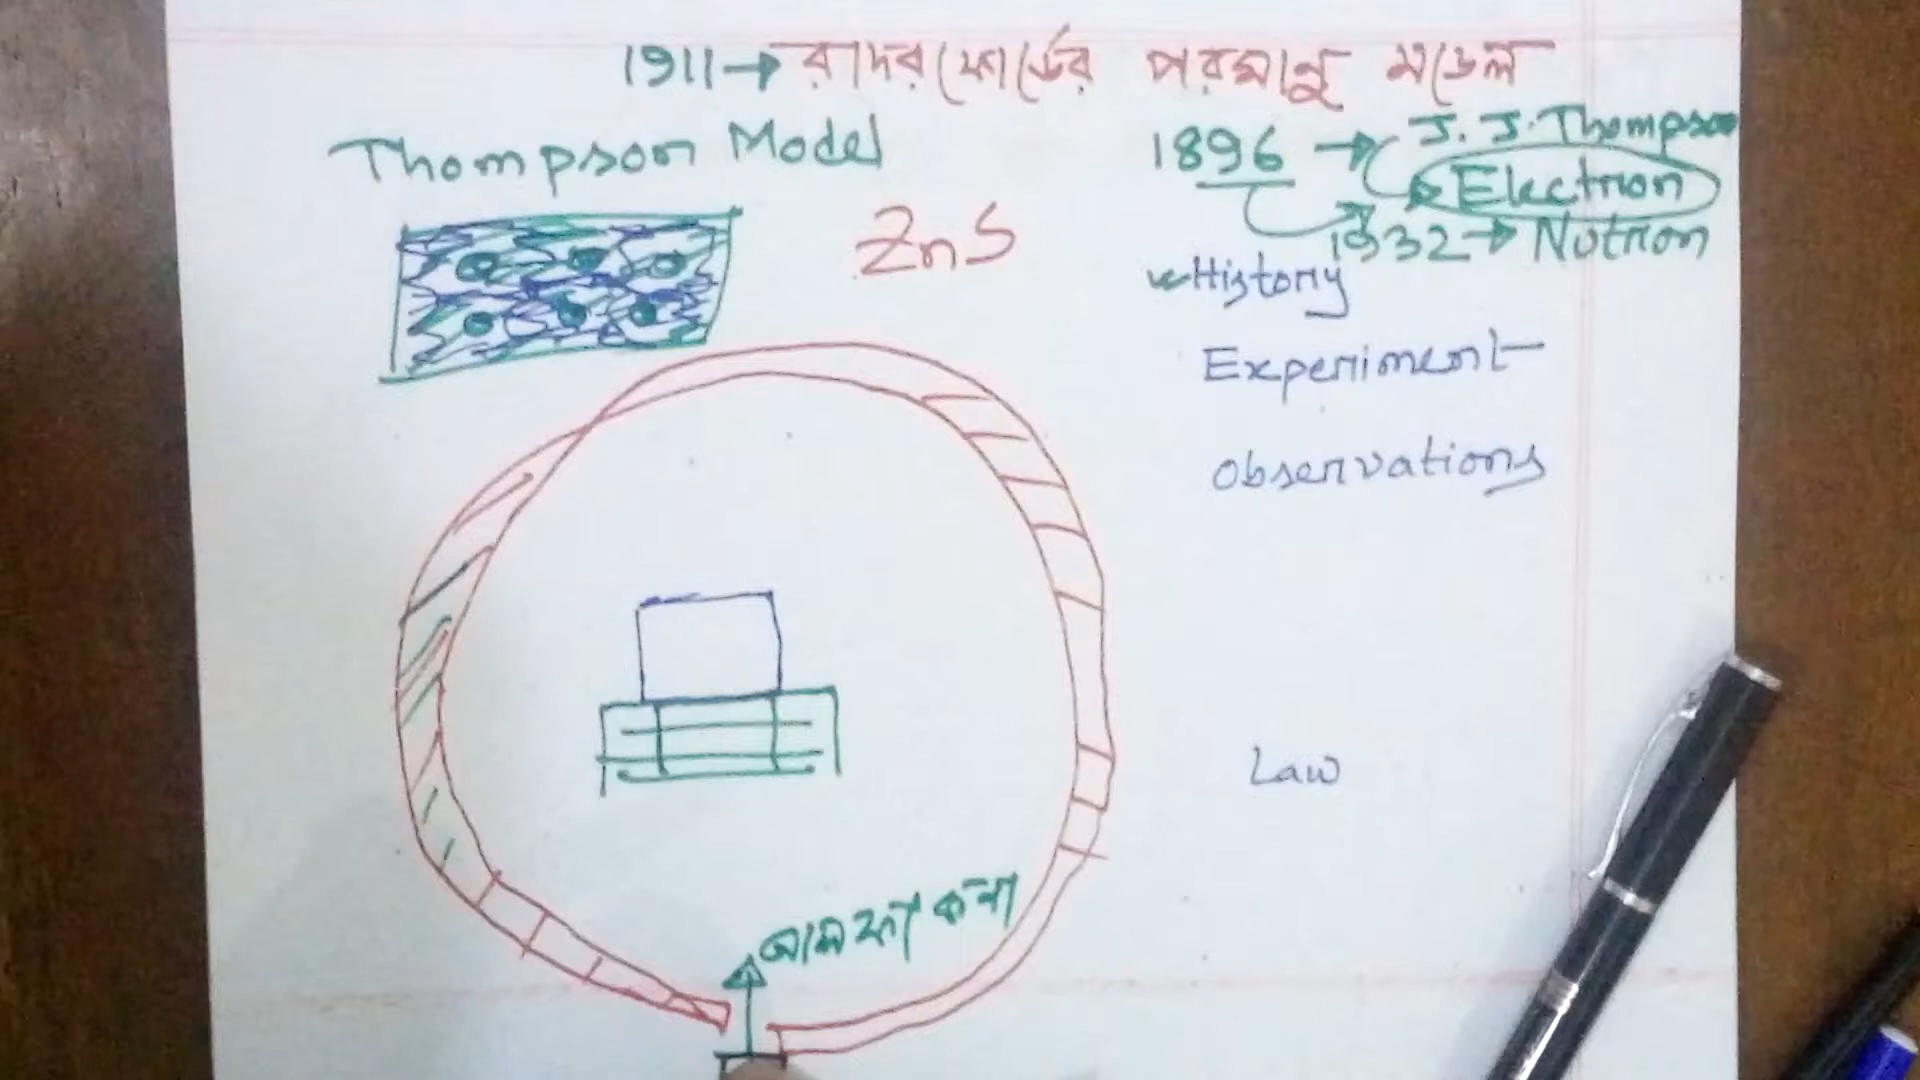 1911→ রাদারফোর্ডের পরমানু মডেল
Thompson Model
1896 → J. J. Thompson
Electron
1932 → Nutron
ZnS
History
Experiment
Observations
Law
আলফা কনা